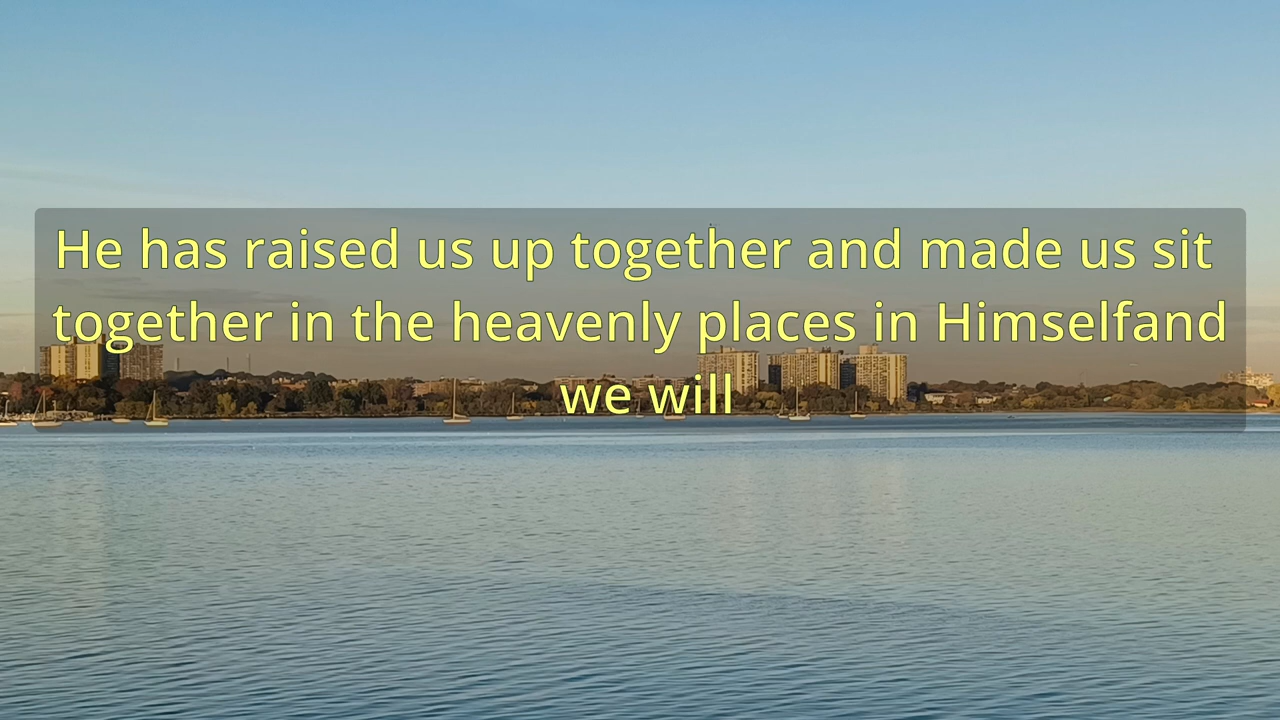 He has raised us up together and made us sit
together in the heavenly places in Himselfand
we will